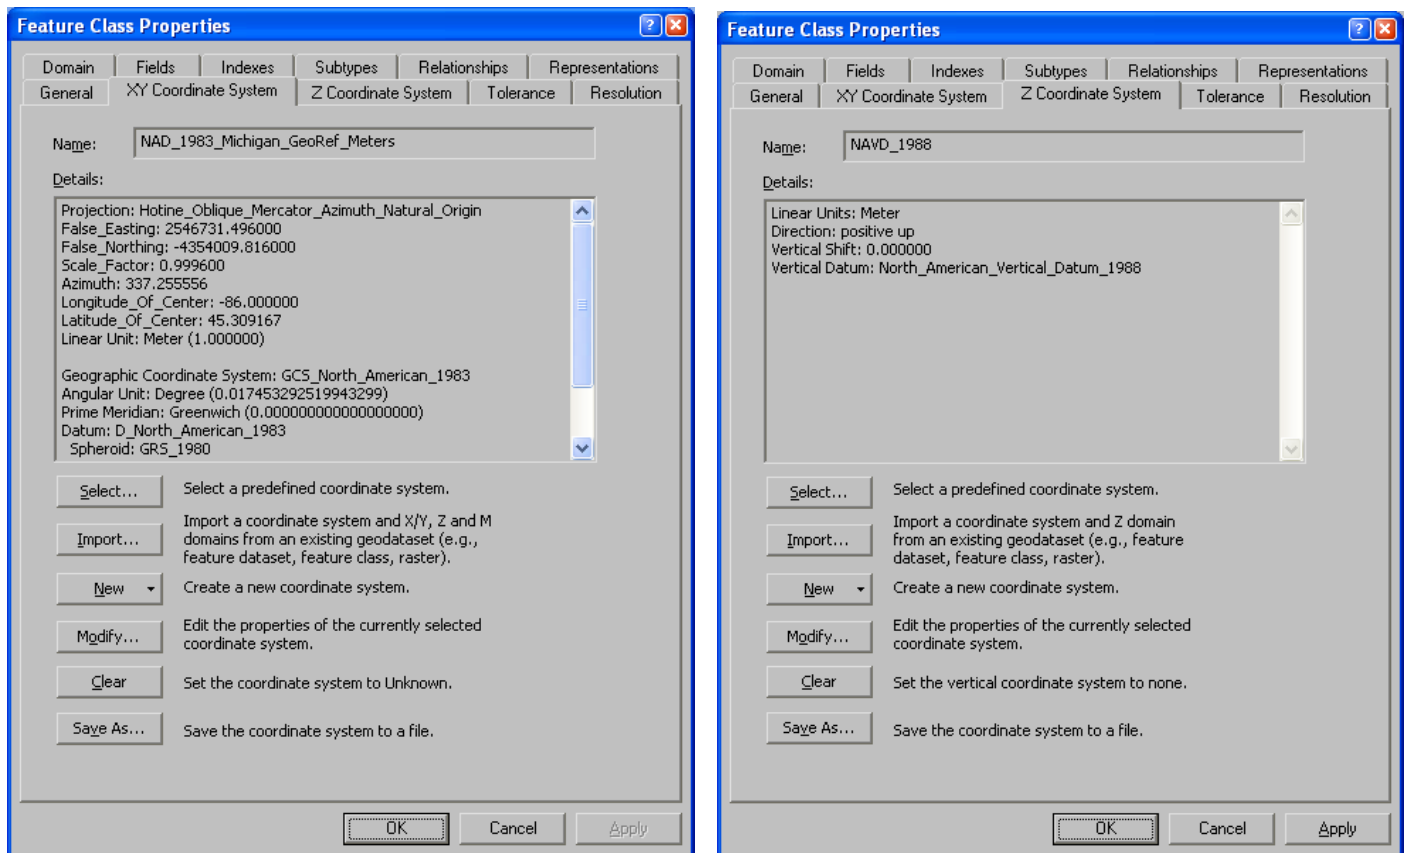 Feature Class Properties
Domain Fields Indexes Subtypes Relationships Representations
General XY Coordinate System Z Coordinate System Tolerance Resolution
Name: NAD_1983_Michigan_GeoRef_Meters
Details:
Projection: Hotine_Oblique_Mercator_Azimuth_Natural_Origin
False_Easting: 2546731.496000
False_Northing: -4354009.816000
Scale_Factor: 0.999600
Azimuth: 337.255556
Longitude_Of_Center: -86.000000
Latitude_Of_Center: 45.309167
Linear Unit: Meter (1.000000)
Geographic Coordinate System: GCS_North_American_1983
Angular Unit: Degree (0.017453292519943299)
Prime Meridian: Greenwich (0.000000000000000000)
Datum: D_North_American_1983
Spheroid: GRS_1980
Select... Select a predefined coordinate system.
Import... Import a coordinate system and X/Y, Z and M
domains from an existing geodataset (e.g.,
feature dataset, feature class, raster).
New Create a new coordinate system.
Modify... Edit the properties of the currently selected
coordinate system.
Clear Set the coordinate system to Unknown.
Save As... Save the coordinate system to a file.
OK Cancel Apply
Feature Class Properties
Domain Fields Indexes Subtypes Relationships Representations
General XY Coordinate System Z Coordinate System Tolerance Resolution
Name: NAVD_1988
Details:
Linear Units: Meter
Direction: positive up
Vertical Shift: 0.000000
Vertical Datum: North_American_Vertical_Datum_1988
Select... Select a predefined coordinate system.
Import... Import a coordinate system and Z domain
from an existing geodataset (e.g., feature
dataset, feature class, raster).
New Create a new coordinate system.
Modify... Edit the properties of the currently selected
coordinate system.
Clear Set the vertical coordinate system to none.
Save As... Save the coordinate system to a file.
OK Cancel Apply